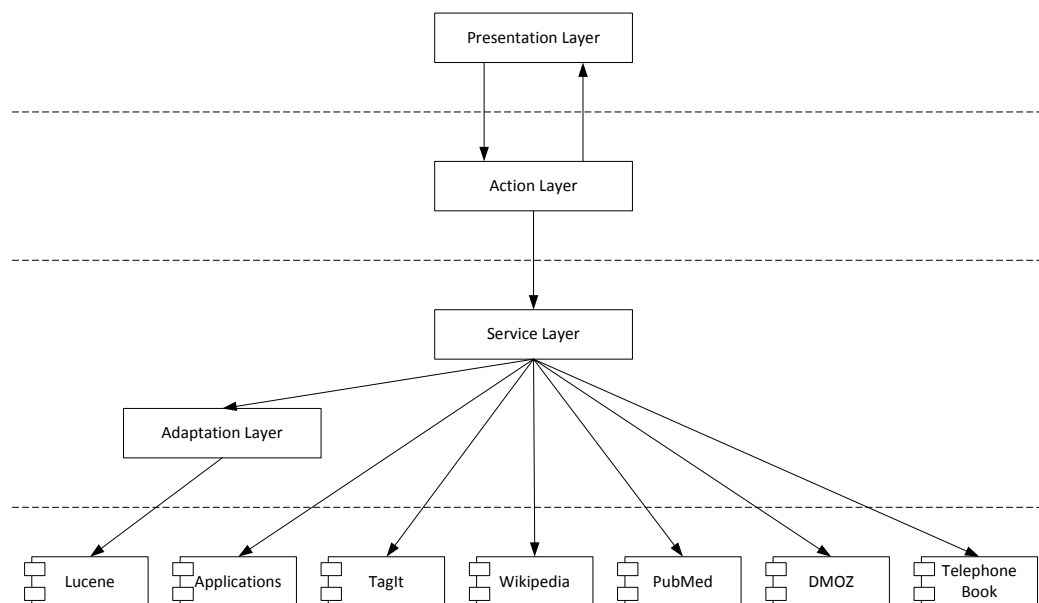 Presentation Layer
Action Layer
Service Layer
Adaptation Layer
Lucene
Applications
TagIt
Wikipedia
PubMed
DMOZ
Telephone
Book